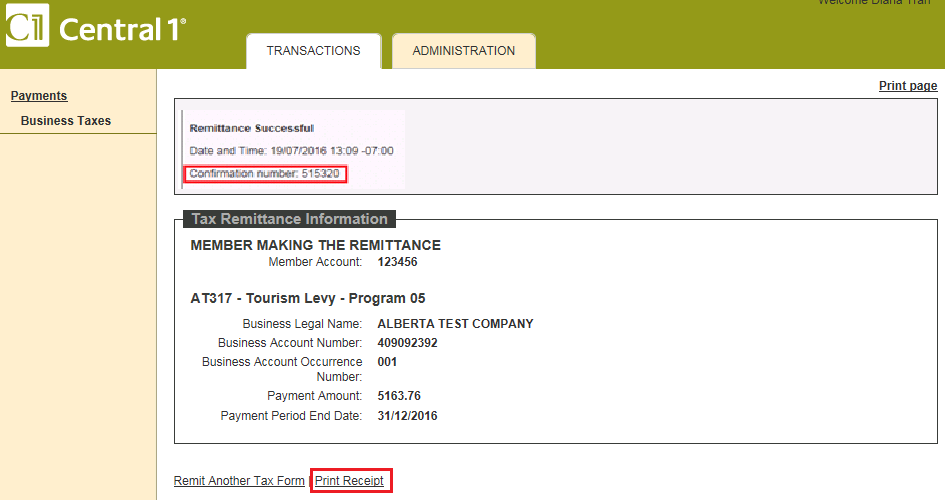 Welcome Diana Tran
C1 Central 1®
TRANSACTIONS
ADMINISTRATION
Payments
Business Taxes
Print page
Remittance Successful
Date and Time: 19/07/2016 13:09 -07:00
Confirmation number: 515320
Tax Remittance Information
MEMBER MAKING THE REMITTANCE
Member Account: 123456
AT317 - Tourism Levy - Program 05
Business Legal Name: ALBERTA TEST COMPANY
Business Account Number: 409092392
Business Account Occurrence 001
Number:
Payment Amount: 5163.76
Payment Period End Date: 31/12/2016
Remit Another Tax Form | Print Receipt